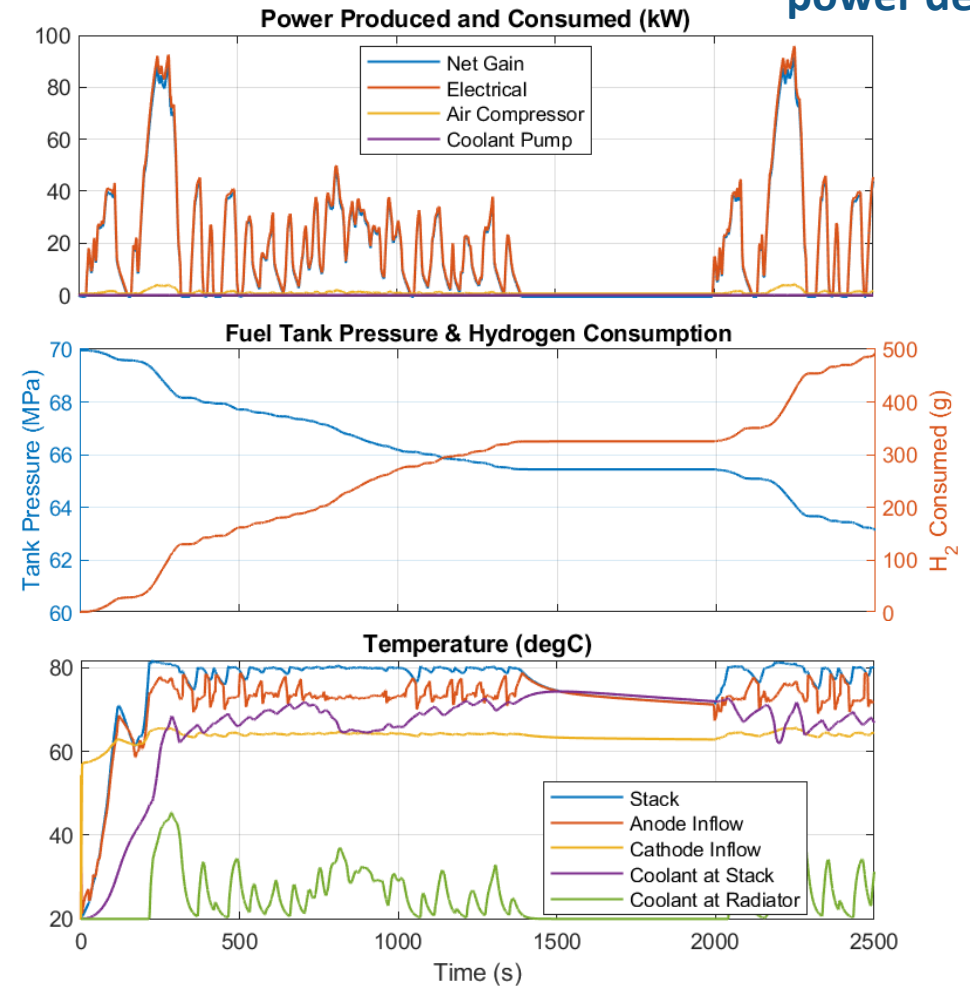 power de
Power Produced and Consumed (kW)
100
80
60
40
20
0
Net Gain
Electrical
Air Compressor
Coolant Pump
Fuel Tank Pressure & Hydrogen Consumption
Tank Pressure (MPa)
70
68
66
64
62
60
500
400
300
200
100
0
H2 Consumed (g)
Temperature (degC)
80
60
40
20
Stack
Anode Inflow
Cathode Inflow
Coolant at Stack
Coolant at Radiator
0 500 1000 1500 2000 2500
Time (s)